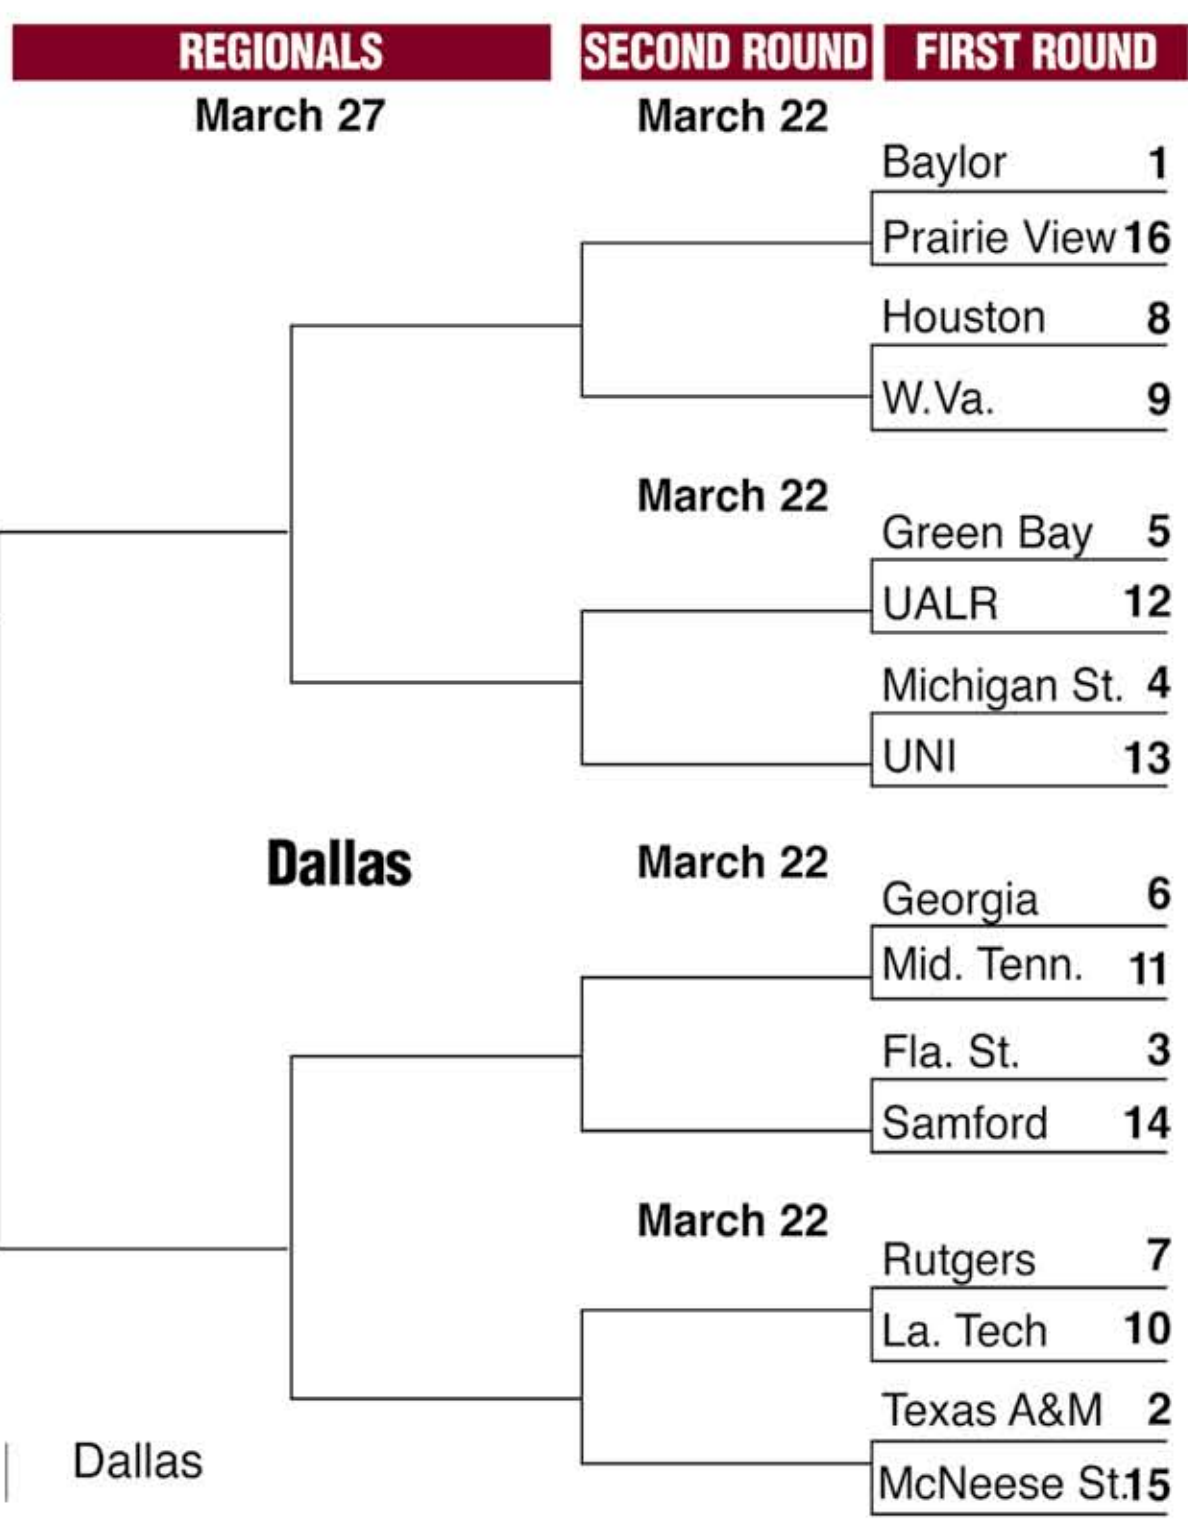 REGIONALS SECOND ROUND FIRST ROUND
March 27 March 22
Baylor 1
Prairie View 16
Houston 8
W.Va. 9
March 22
Green Bay 5
UALR 12
Michigan St. 4
UNI 13
Dallas
March 22
Georgia 6
Mid. Tenn. 11
Fla. St. 3
Samford 14
March 22
Rutgers 7
La. Tech 10
Texas A&M 2
Dallas
McNeese St. 15